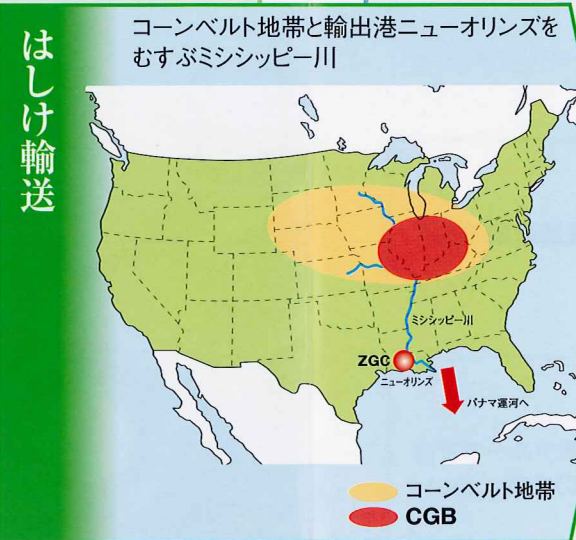 はしけ輸送
コーンベルト地帯と輸出港ニューオリンズを
むすぶミシシッピー川
ミシシッピー川
ZGC
ニューオリンズ
パナマ運河へ
コーンベルト地帯
CGB